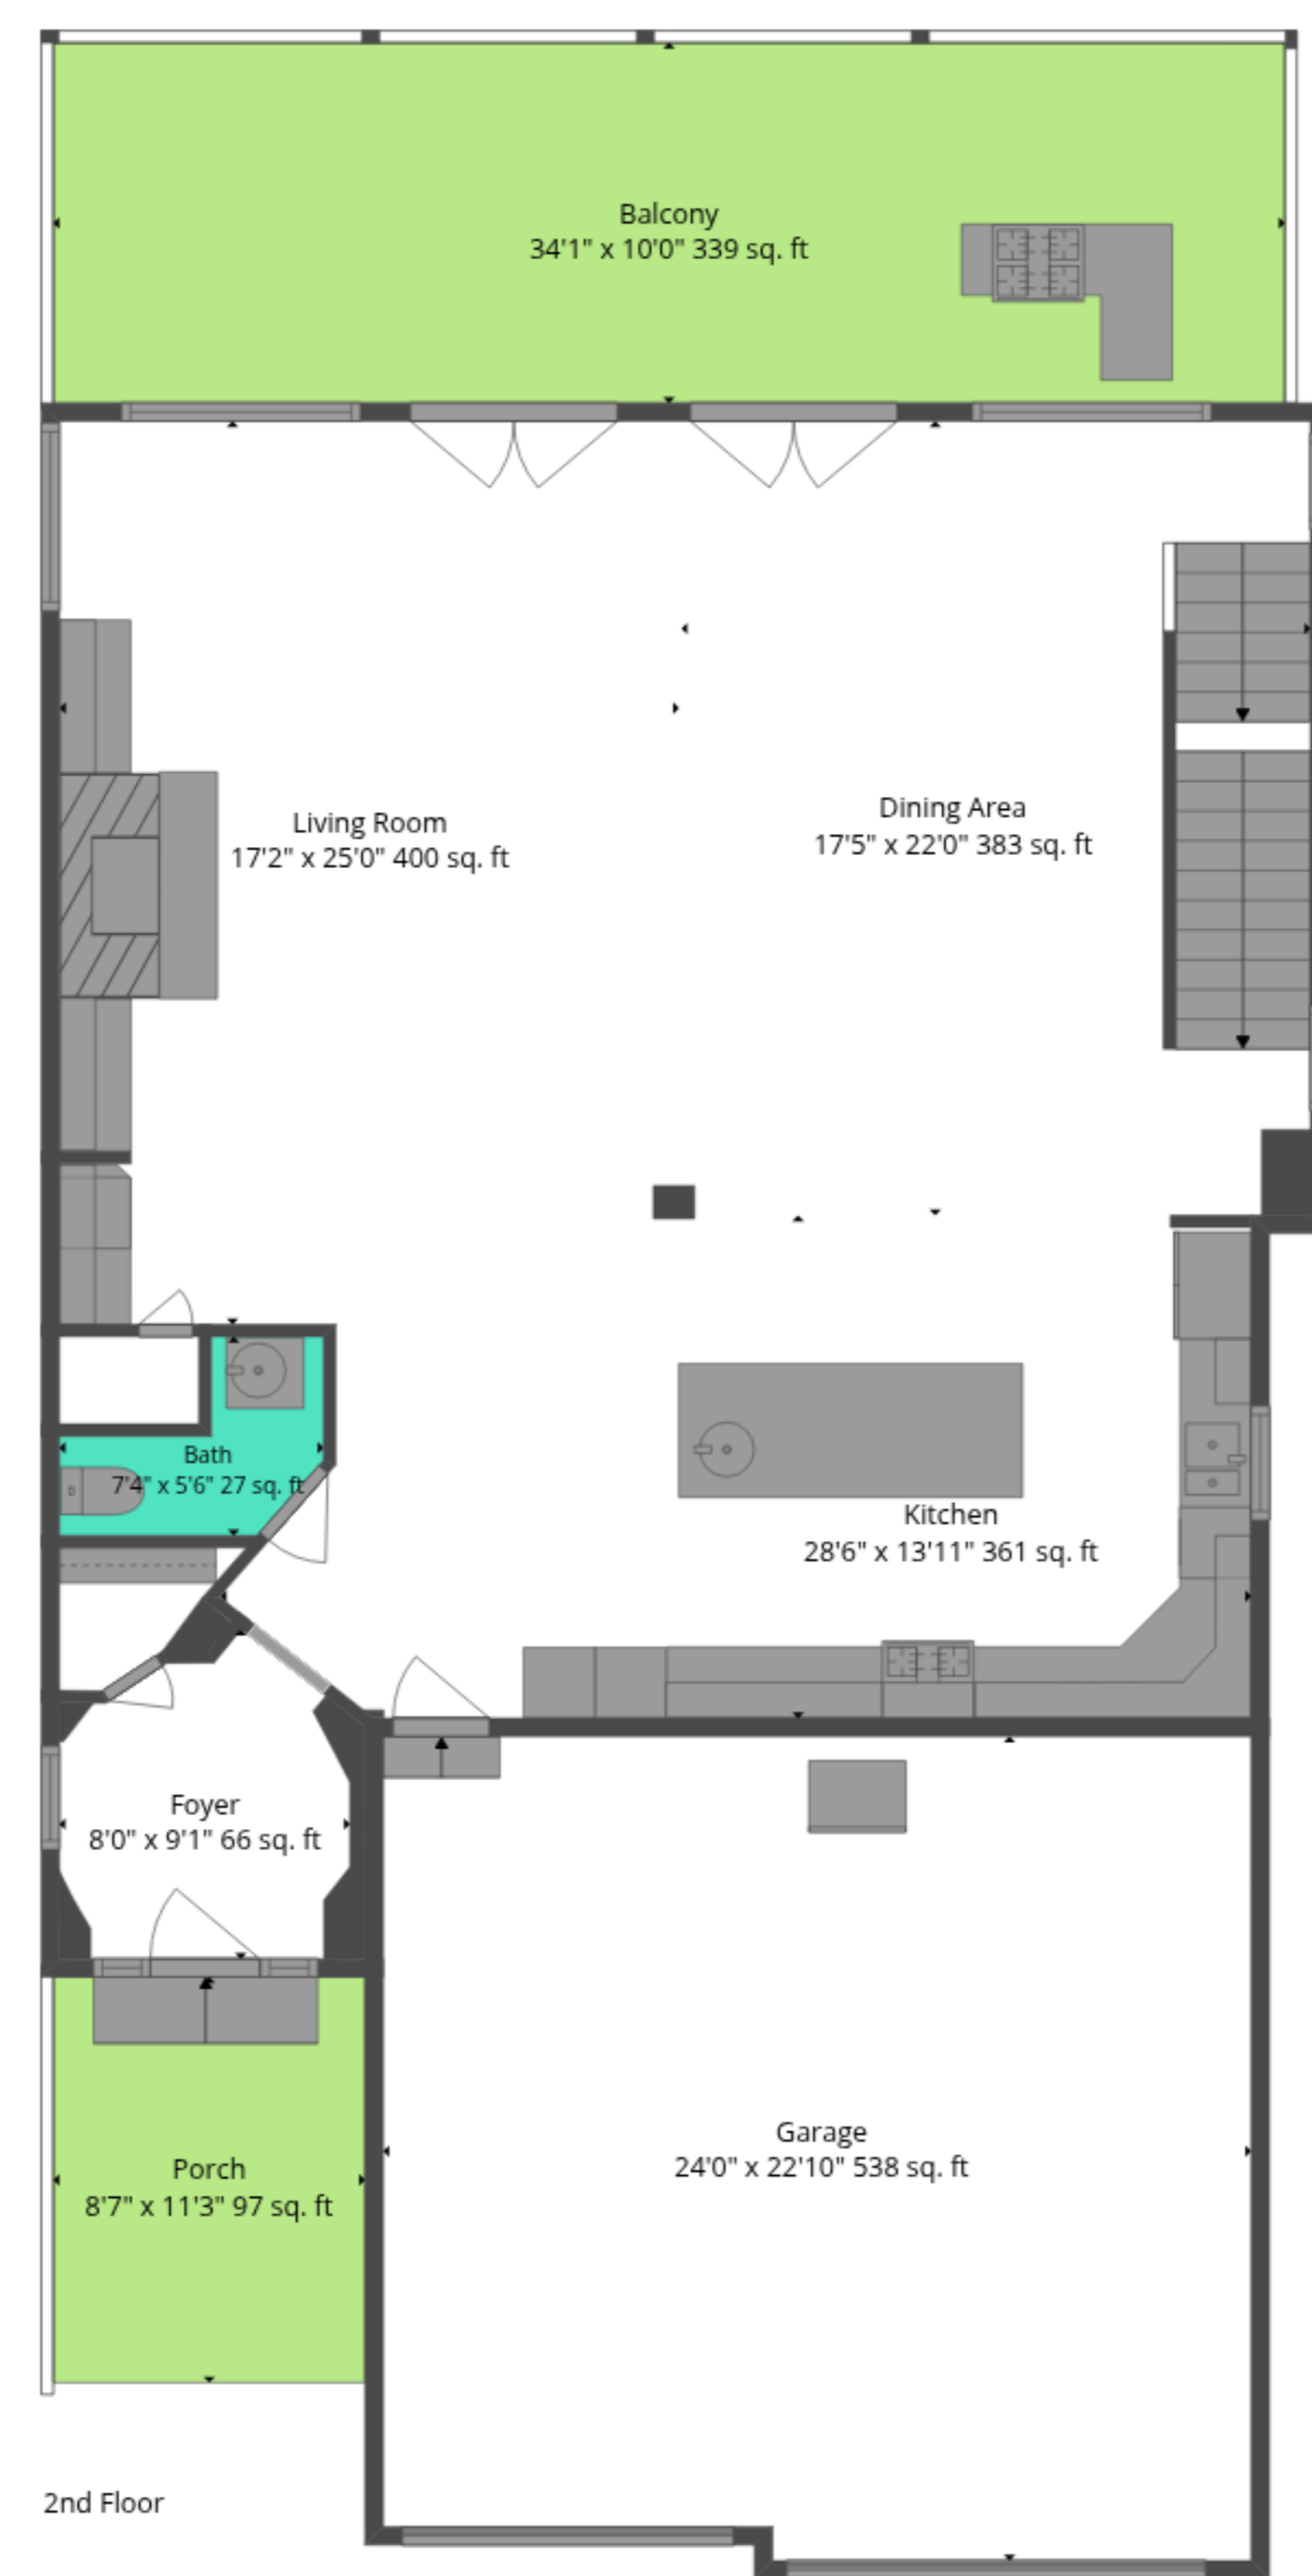 Balcony
34'1" x 10'0" 339 sq. ft
Living Room
17'2" x 25'0" 400 sq. ft
Dining Area
17'5" x 22'0" 383 sq. ft
Bath
7'4" x 5'6" 27 sq. ft
Kitchen
28'6" x 13'11" 361 sq. ft
Foyer
8'0" x 9'1" 66 sq. ft
Garage
24'0" x 22'10" 538 sq. ft
Porch
8'7" x 11'3" 97 sq. ft
2nd Floor